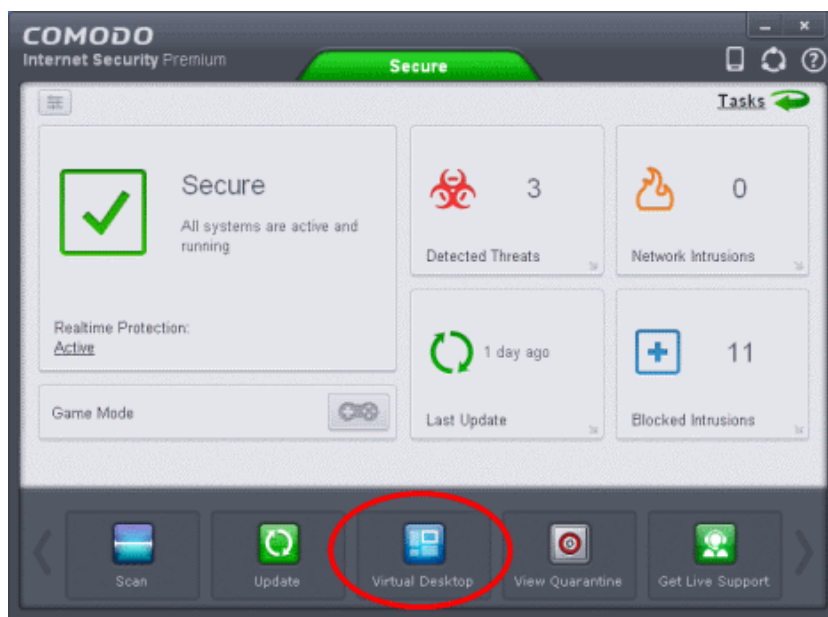 COMODO
Internet Security Premium
Secure
Tasks
Secure
All systems are active and
running
Realtime Protection:
Active
Game Mode
3
Detected Threats
0
Network Intrusions
1 day ago
Last Update
11
Blocked Intrusions
Scan
Update
Virtual Desktop
View Quarantine
Get Live Support